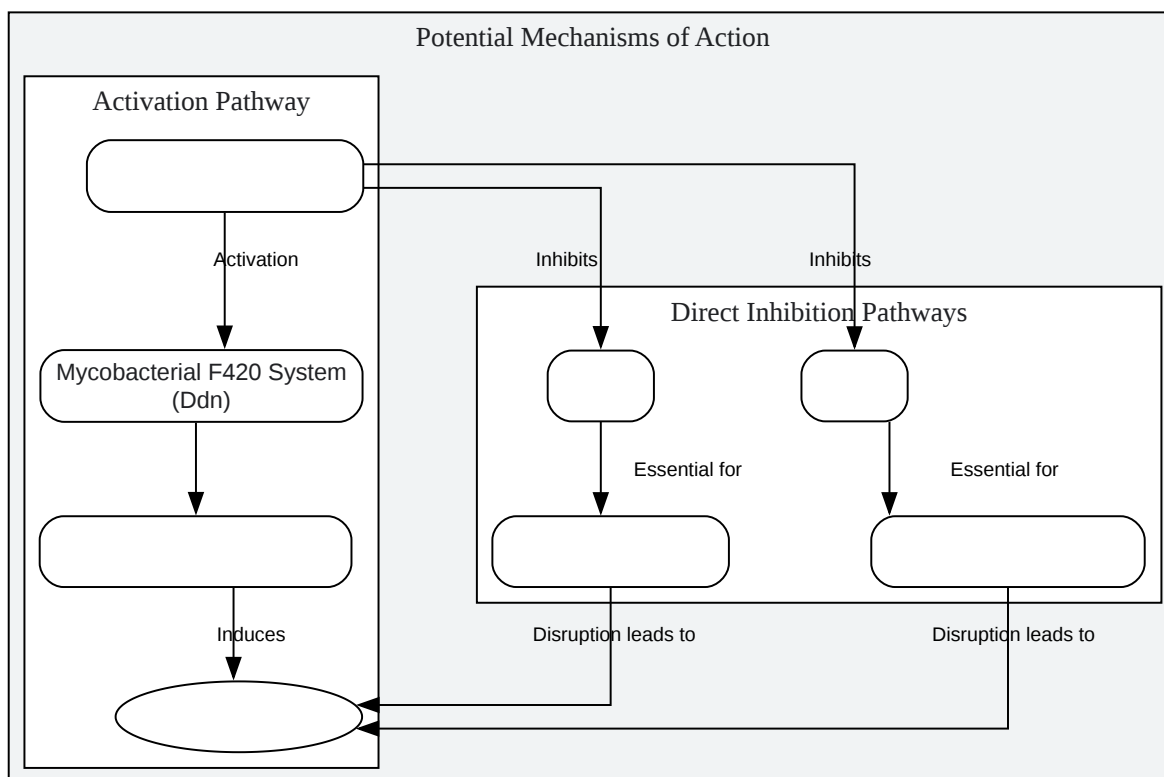 Potential Mechanisms of Action
Activation Pathway
Activation
Inhibits
Inhibits
Direct Inhibition Pathways
Mycobacterial F420 System
(Ddn)
Essential for
Essential for
Induces
Disruption leads to
Disruption leads to